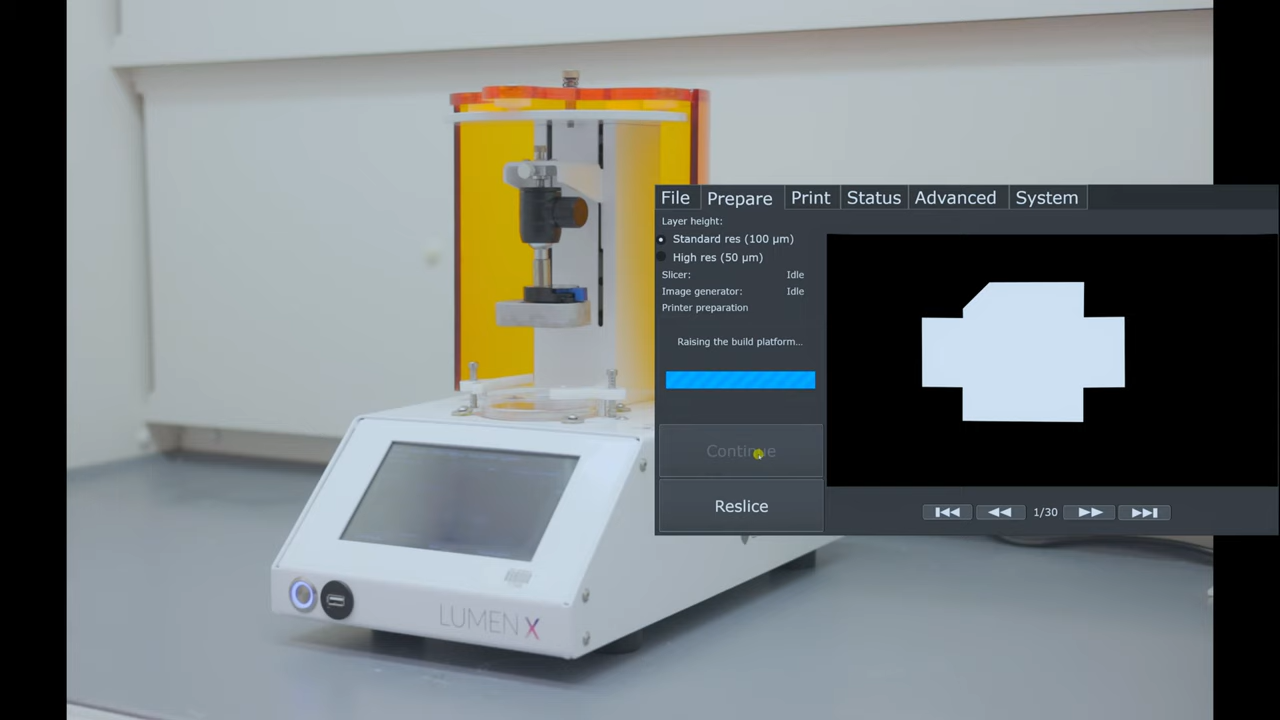 File Prepare Print Status Advanced System
Layer height:
Standard res (100 µm)
High res (50 µm)
Slicer: Idle
Image generator: Idle
Printer preparation
Raising the build platform...
Continue
Reslice
1/30
LUMEN X